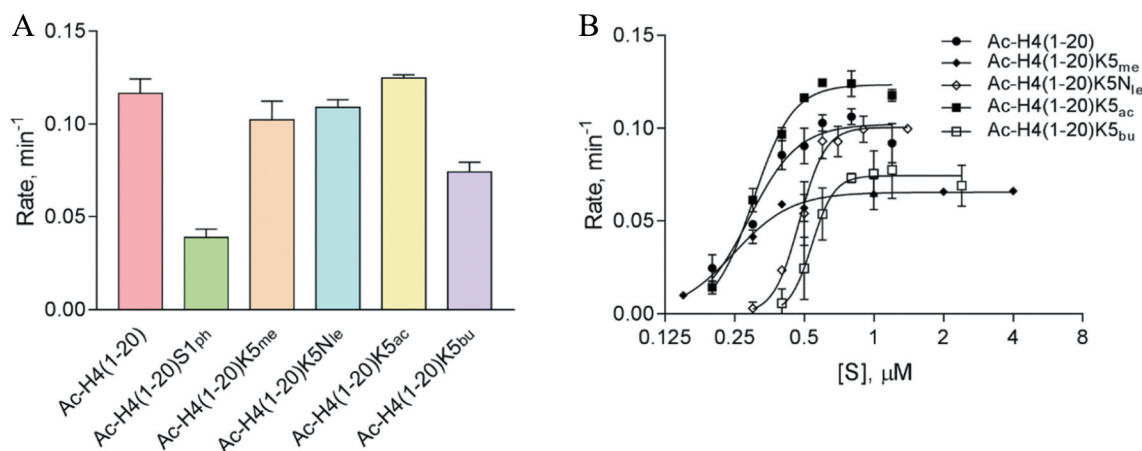 A
Rate, min⁻¹
0.15
0.10
0.05
0.00
Ac-H4(1-20)
Ac-H4(1-20)S1ph
Ac-H4(1-20)K5me
Ac-H4(1-20)K5Nle
Ac-H4(1-20)K5ac
Ac-H4(1-20)K5bu
B
Rate, min⁻¹
0.15
0.10
0.05
0.00
0.125
0.25
0.5
1
2
4
8
[S], μM
Ac-H4(1-20)
Ac-H4(1-20)K5me
Ac-H4(1-20)K5Nle
Ac-H4(1-20)K5ac
Ac-H4(1-20)K5bu